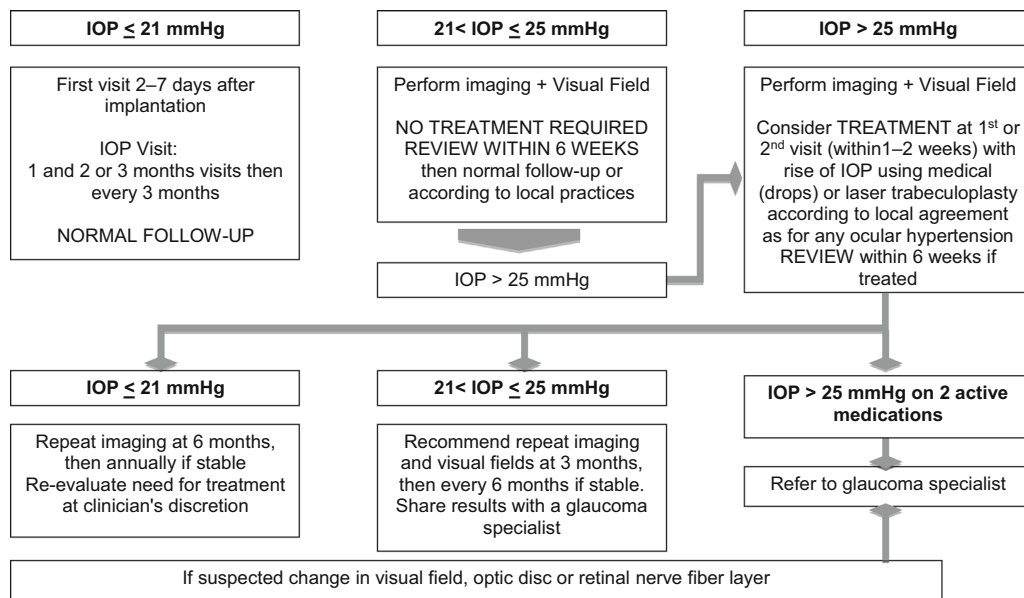 IOP ≤ 21 mmHg
First visit 2–7 days after
implantation
IOP Visit:
1 and 2 or 3 months visits then
every 3 months
NORMAL FOLLOW-UP
21< IOP ≤ 25 mmHg
Perform imaging + Visual Field
NO TREATMENT REQUIRED
REVIEW WITHIN 6 WEEKS
then normal follow-up or
according to local practices
IOP > 25 mmHg
IOP > 25 mmHg
Perform imaging + Visual Field
Consider TREATMENT at 1st or
2nd visit (within1–2 weeks) with
rise of IOP using medical
(drops) or laser trabeculoplasty
according to local agreement
as for any ocular hypertension
REVIEW within 6 weeks if
treated
IOP ≤ 21 mmHg
Repeat imaging at 6 months,
then annually if stable
Re-evaluate need for treatment
at clinician's discretion
21< IOP ≤ 25 mmHg
Recommend repeat imaging
and visual fields at 3 months,
then every 6 months if stable.
Share results with a glaucoma
specialist
IOP > 25 mmHg on 2 active
medications
Refer to glaucoma specialist
If suspected change in visual field, optic disc or retinal nerve fiber layer